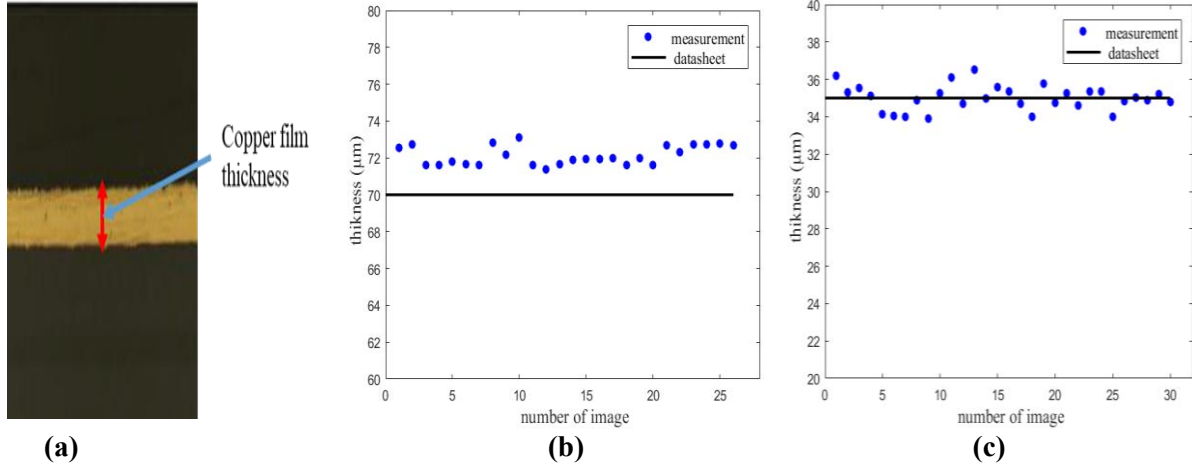 Copper film
thickness
80
78
76
74
72
70
68
66
64
62
60
thikness (μm)
measurement
datasheet
0
5
10
15
20
25
number of image
40
38
36
34
32
30
28
26
24
22
20
thickness (μm)
measurement
datasheet
0
5
10
15
20
25
30
number of image
(a)
(b)
(c)